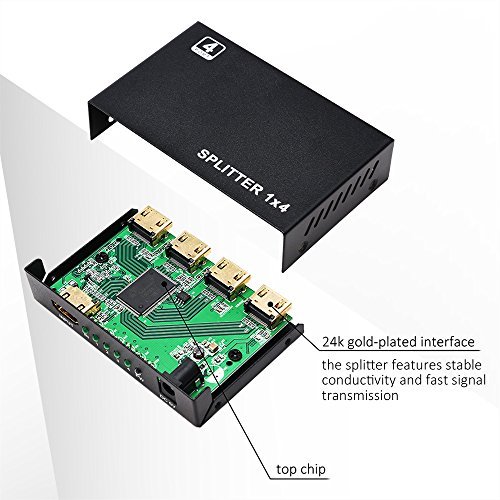 4
SPLITTER 1x4
24k gold-plated interface
the splitter features stable
conductivity and fast signal
transmission
top chip